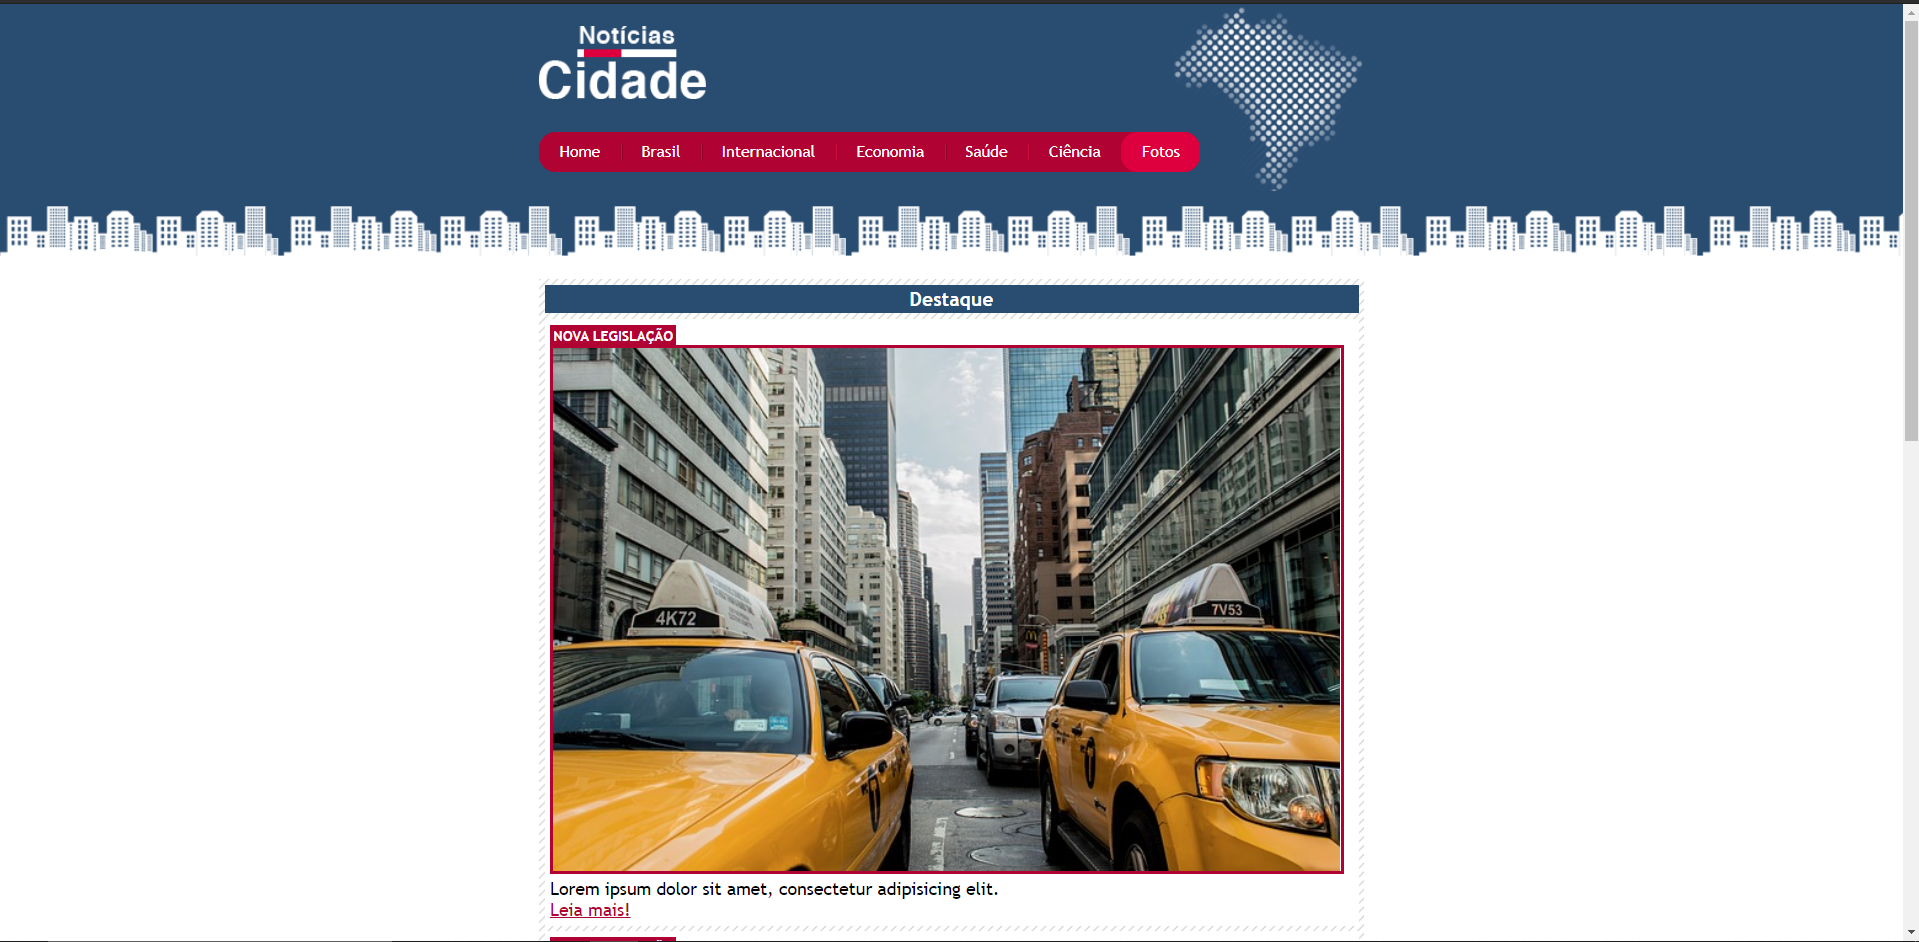 Notícias
Cidade
Home Brasil Internacional Economia Saúde Ciência Fotos
Destaque
NOVA LEGISLAÇÃO
4K72
7V53
Lorem ipsum dolor sit amet, consectetur adipisicing elit.
Leia mais!